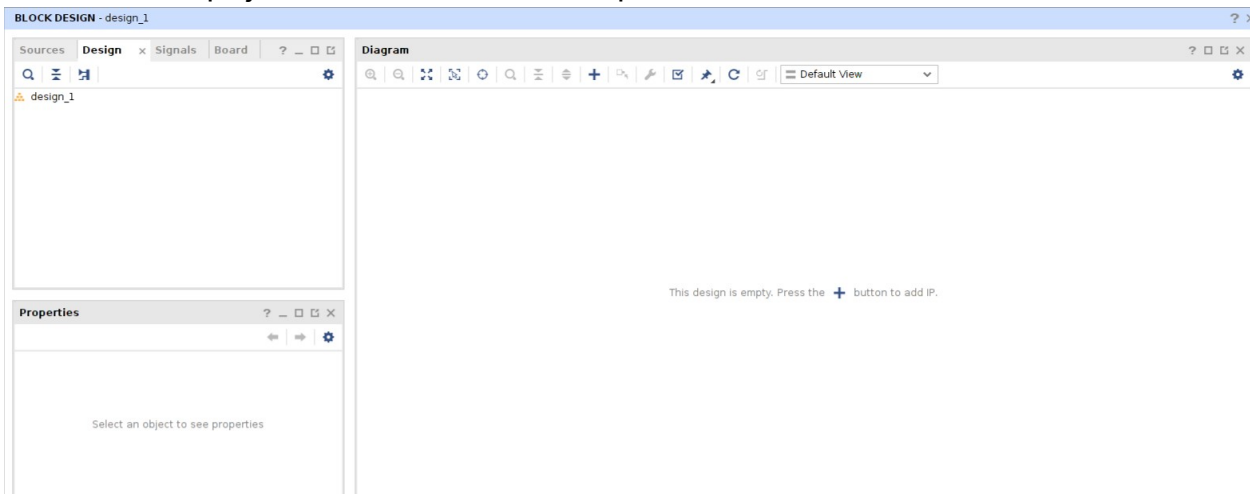 BLOCK DESIGN - design_1
Sources Design x Signals Board
design_1
Properties
Select an object to see properties
Diagram
Default View
This design is empty. Press the + button to add IP.